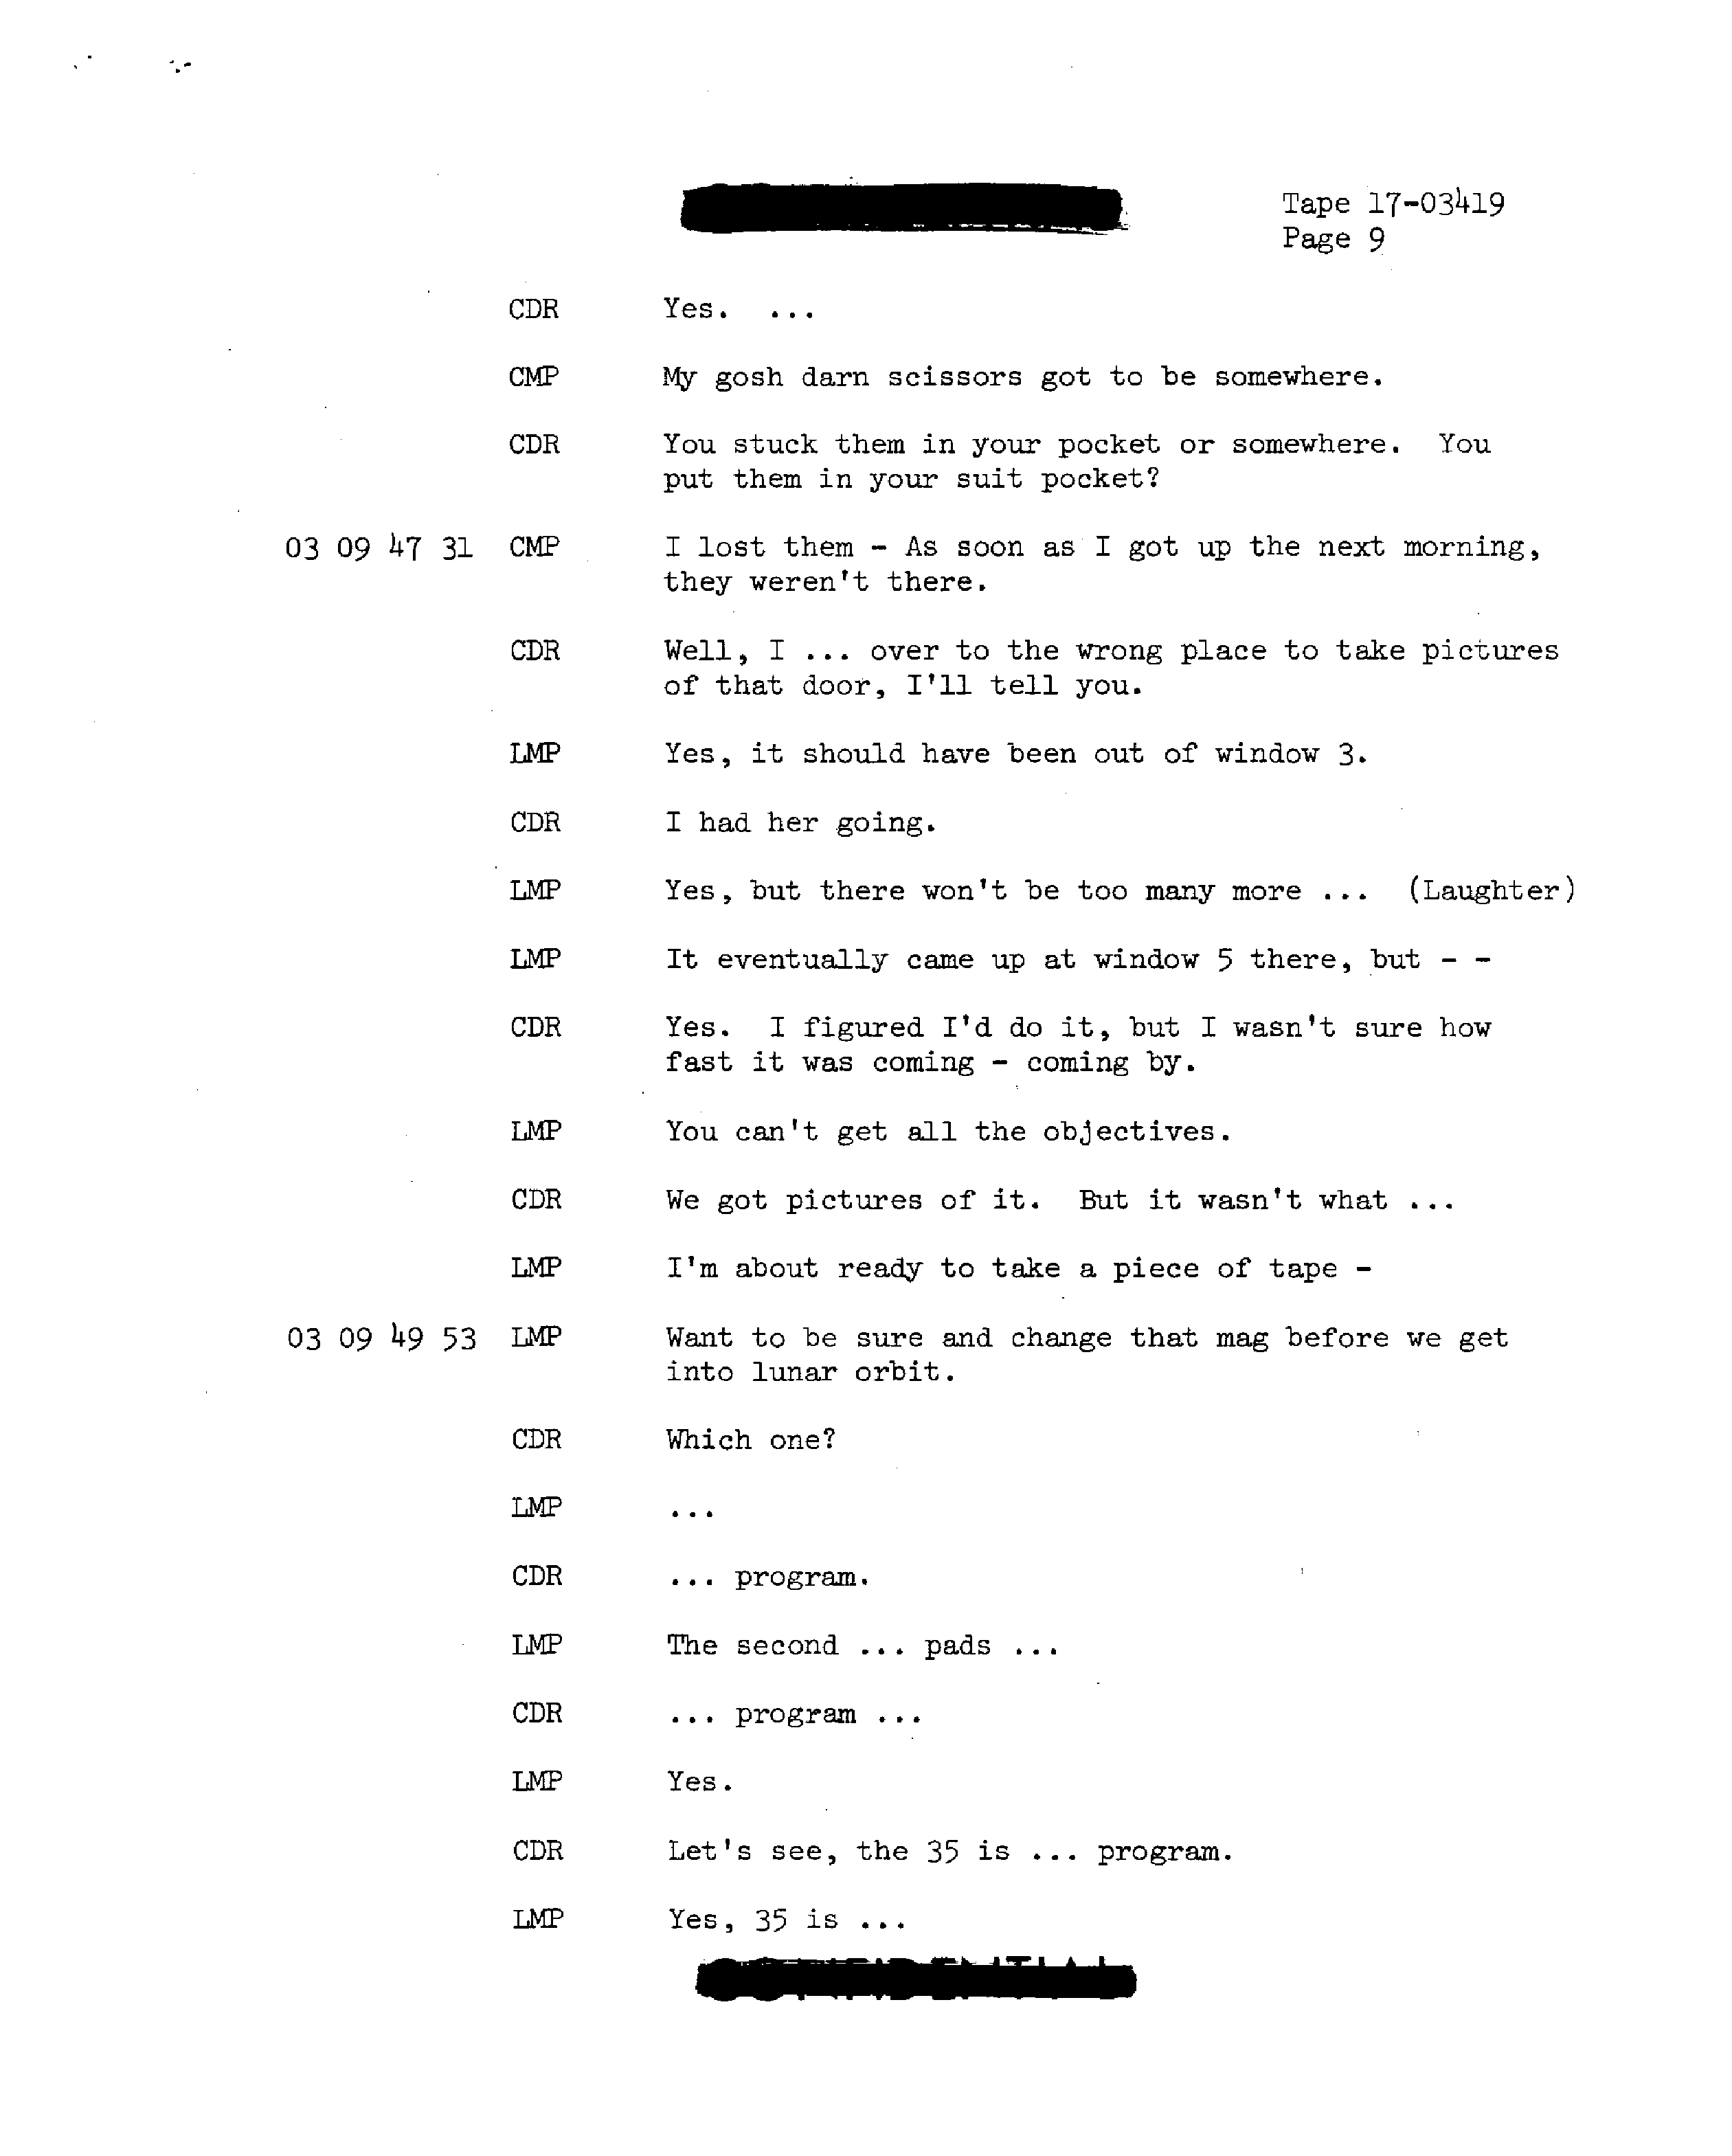 Tape 17-03419
Page 9
CDR Yes. ...
CMP My gosh darn scissors got to be somewhere.
CDR You stuck them in your pocket or somewhere. You
put them in your suit pocket?
03 09 47 31 CMP I lost them - As soon as I got up the next morning,
they weren't there.
CDR Well, I ... over to the wrong place to take pictures
of that door, I'll tell you.
LMP Yes, it should have been out of window 3.
CDR I had her going.
LMP Yes, but there won't be too many more ... (Laughter)
LMP It eventually came up at window 5 there, but - -
CDR Yes. I figured I'd do it, but I wasn't sure how
fast it was coming - coming by.
LMP You can't get all the objectives.
CDR We got pictures of it. But it wasn't what ...
LMP I'm about ready to take a piece of tape -
03 09 49 53 LMP Want to be sure and change that mag before we get
into lunar orbit.
CDR Which one?
LMP ...
CDR ... program.
LMP The second ... pads ...
CDR ... program ...
LMP Yes.
CDR Let's see, the 35 is ... program.
LMP Yes, 35 is ...